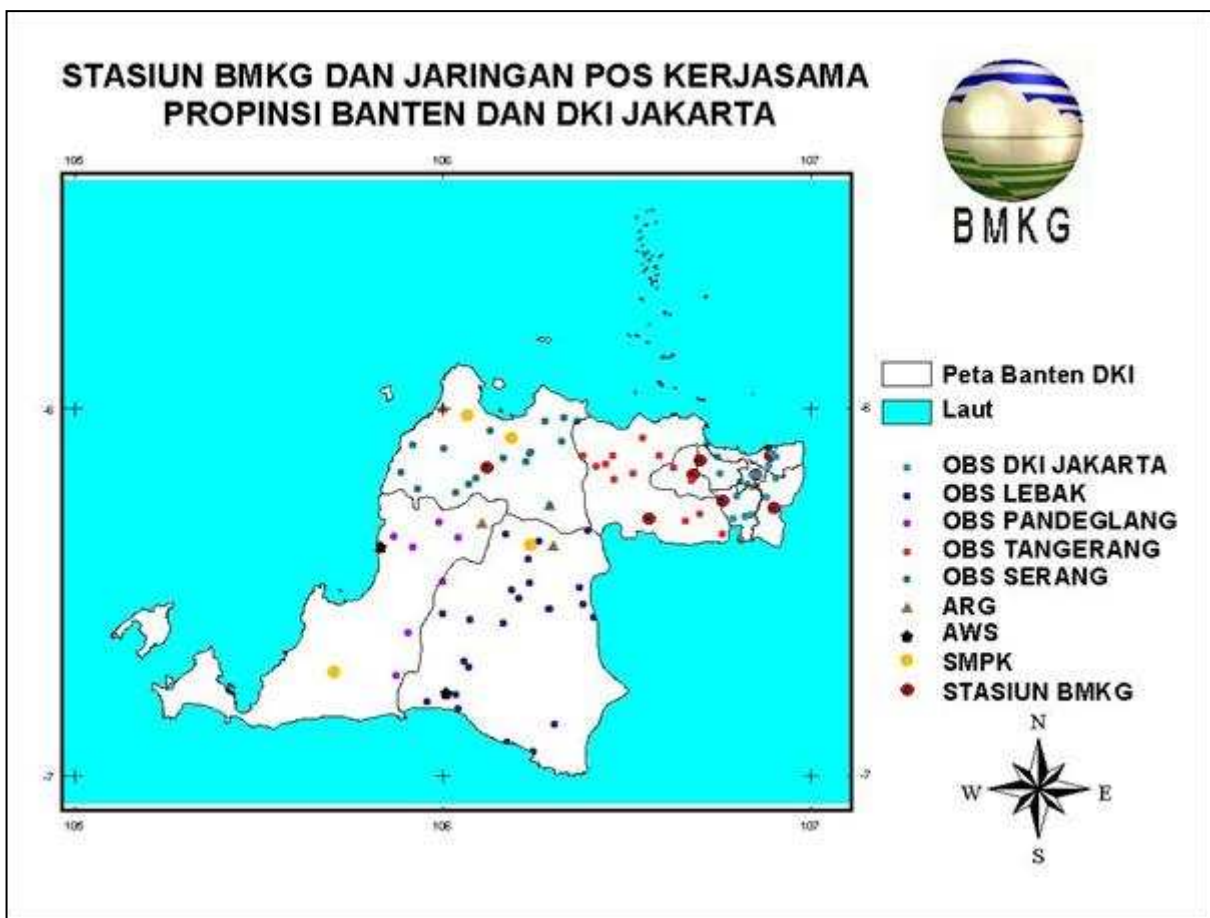 STASIUN BMKG DAN JARINGAN POS KERJASAMA
PROPINSI BANTEN DAN DKI JAKARTA
BMKG
105 106 107
-6 -6
-7 -7
105 106 107
Peta Banten DKI
Laut
OBS DKI JAKARTA
OBS LEBAK
OBS PANDEGLANG
OBS TANGERANG
OBS SERANG
ARG
AWS
SMPK
STASIUN BMKG
N
W E
S